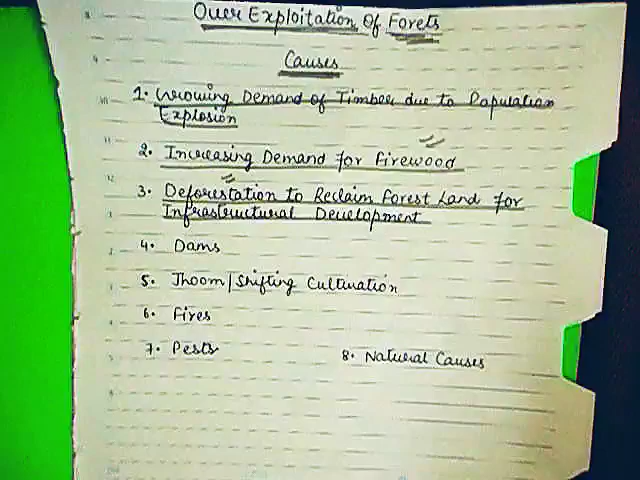 Over Exploitation Of Forets
Causes
1. Growing Demand of Timber due to Population
Explosion
2. Increasing Demand for firewood
3. Deforestation to Reclaim Forest Land for
Infrastructural Development
4. Dams
5. Jhoom/Shifting Cultivation
6. Fires
7. Pests
8. Natural Causes